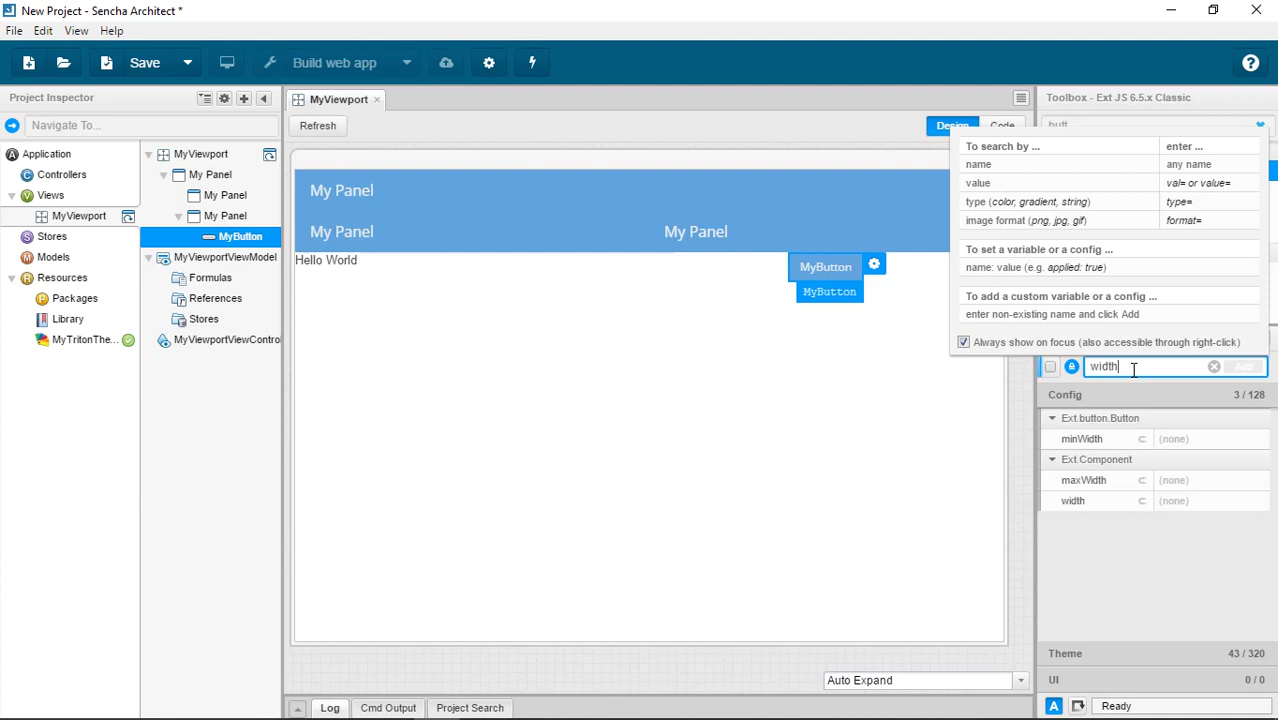 New Project - Sencha Architect *
File Edit View Help
Save
Build web app
Project Inspector
MyViewport
Toolbox - Ext JS 6.5.x Classic
Navigate To...
Refresh
Design Code
butt
Application
Controllers
Views
MyViewport
Stores
Models
Resources
Packages
Library
MyTritonThe...
MyViewport
My Panel
My Panel
My Panel
MyButton
MyViewportViewModel
Formulas
References
Stores
MyViewportViewContro
My Panel
My Panel
My Panel
Hello World
MyButton
MyButton
To search by ... enter ...
name any name
value val= or value=
type (color, gradient, string) type=
image format (png, jpg, gif) format=
To set a variable or a config ...
name: value (e.g. applied: true)
To add a custom variable or a config ...
enter non-existing name and click Add
Always show on focus (also accessible through right-click)
width Add
Config 3 / 128
Ext.button.Button
minWidth (none)
Ext.Component
maxWidth (none)
width (none)
Theme 43 / 320
UI 0 / 0
Auto Expand
Log Cmd Output Project Search
Ready